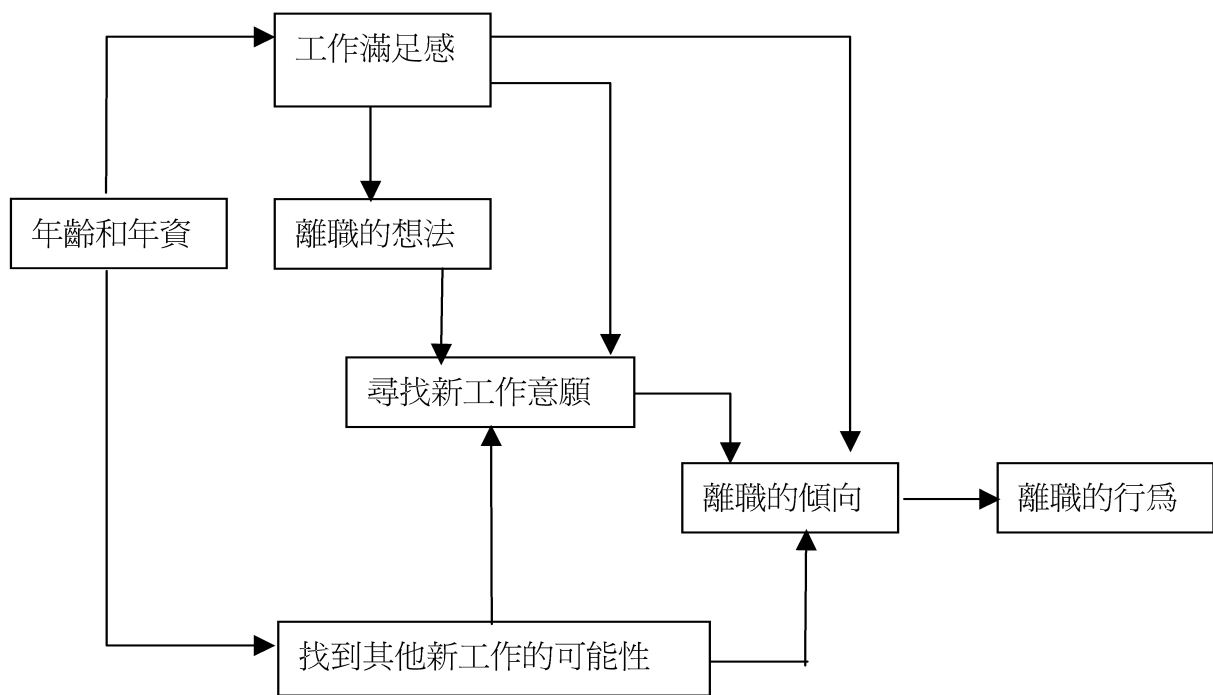 工作滿足感
年齡和年資
離職的想法
尋找新工作意願
離職的傾向
離職的行為
找到其他新工作的可能性